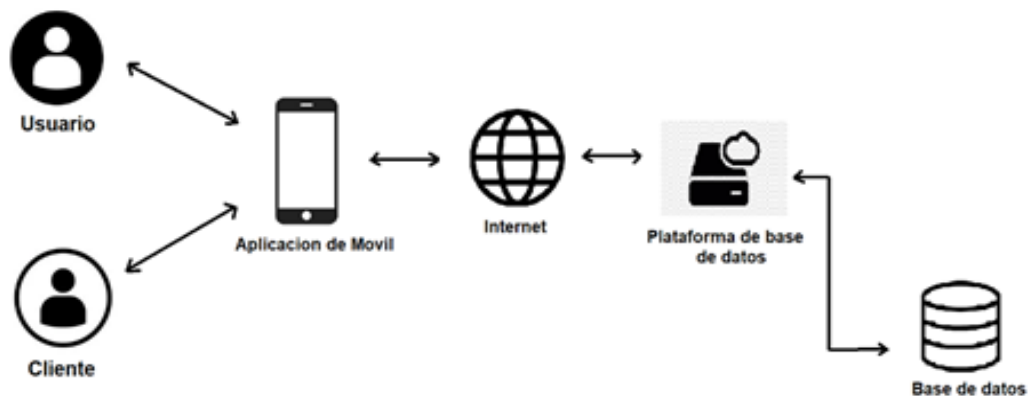 Usuario
Aplicacion de Movil
Internet
Plataforma de base
de datos
Cliente
Base de datos